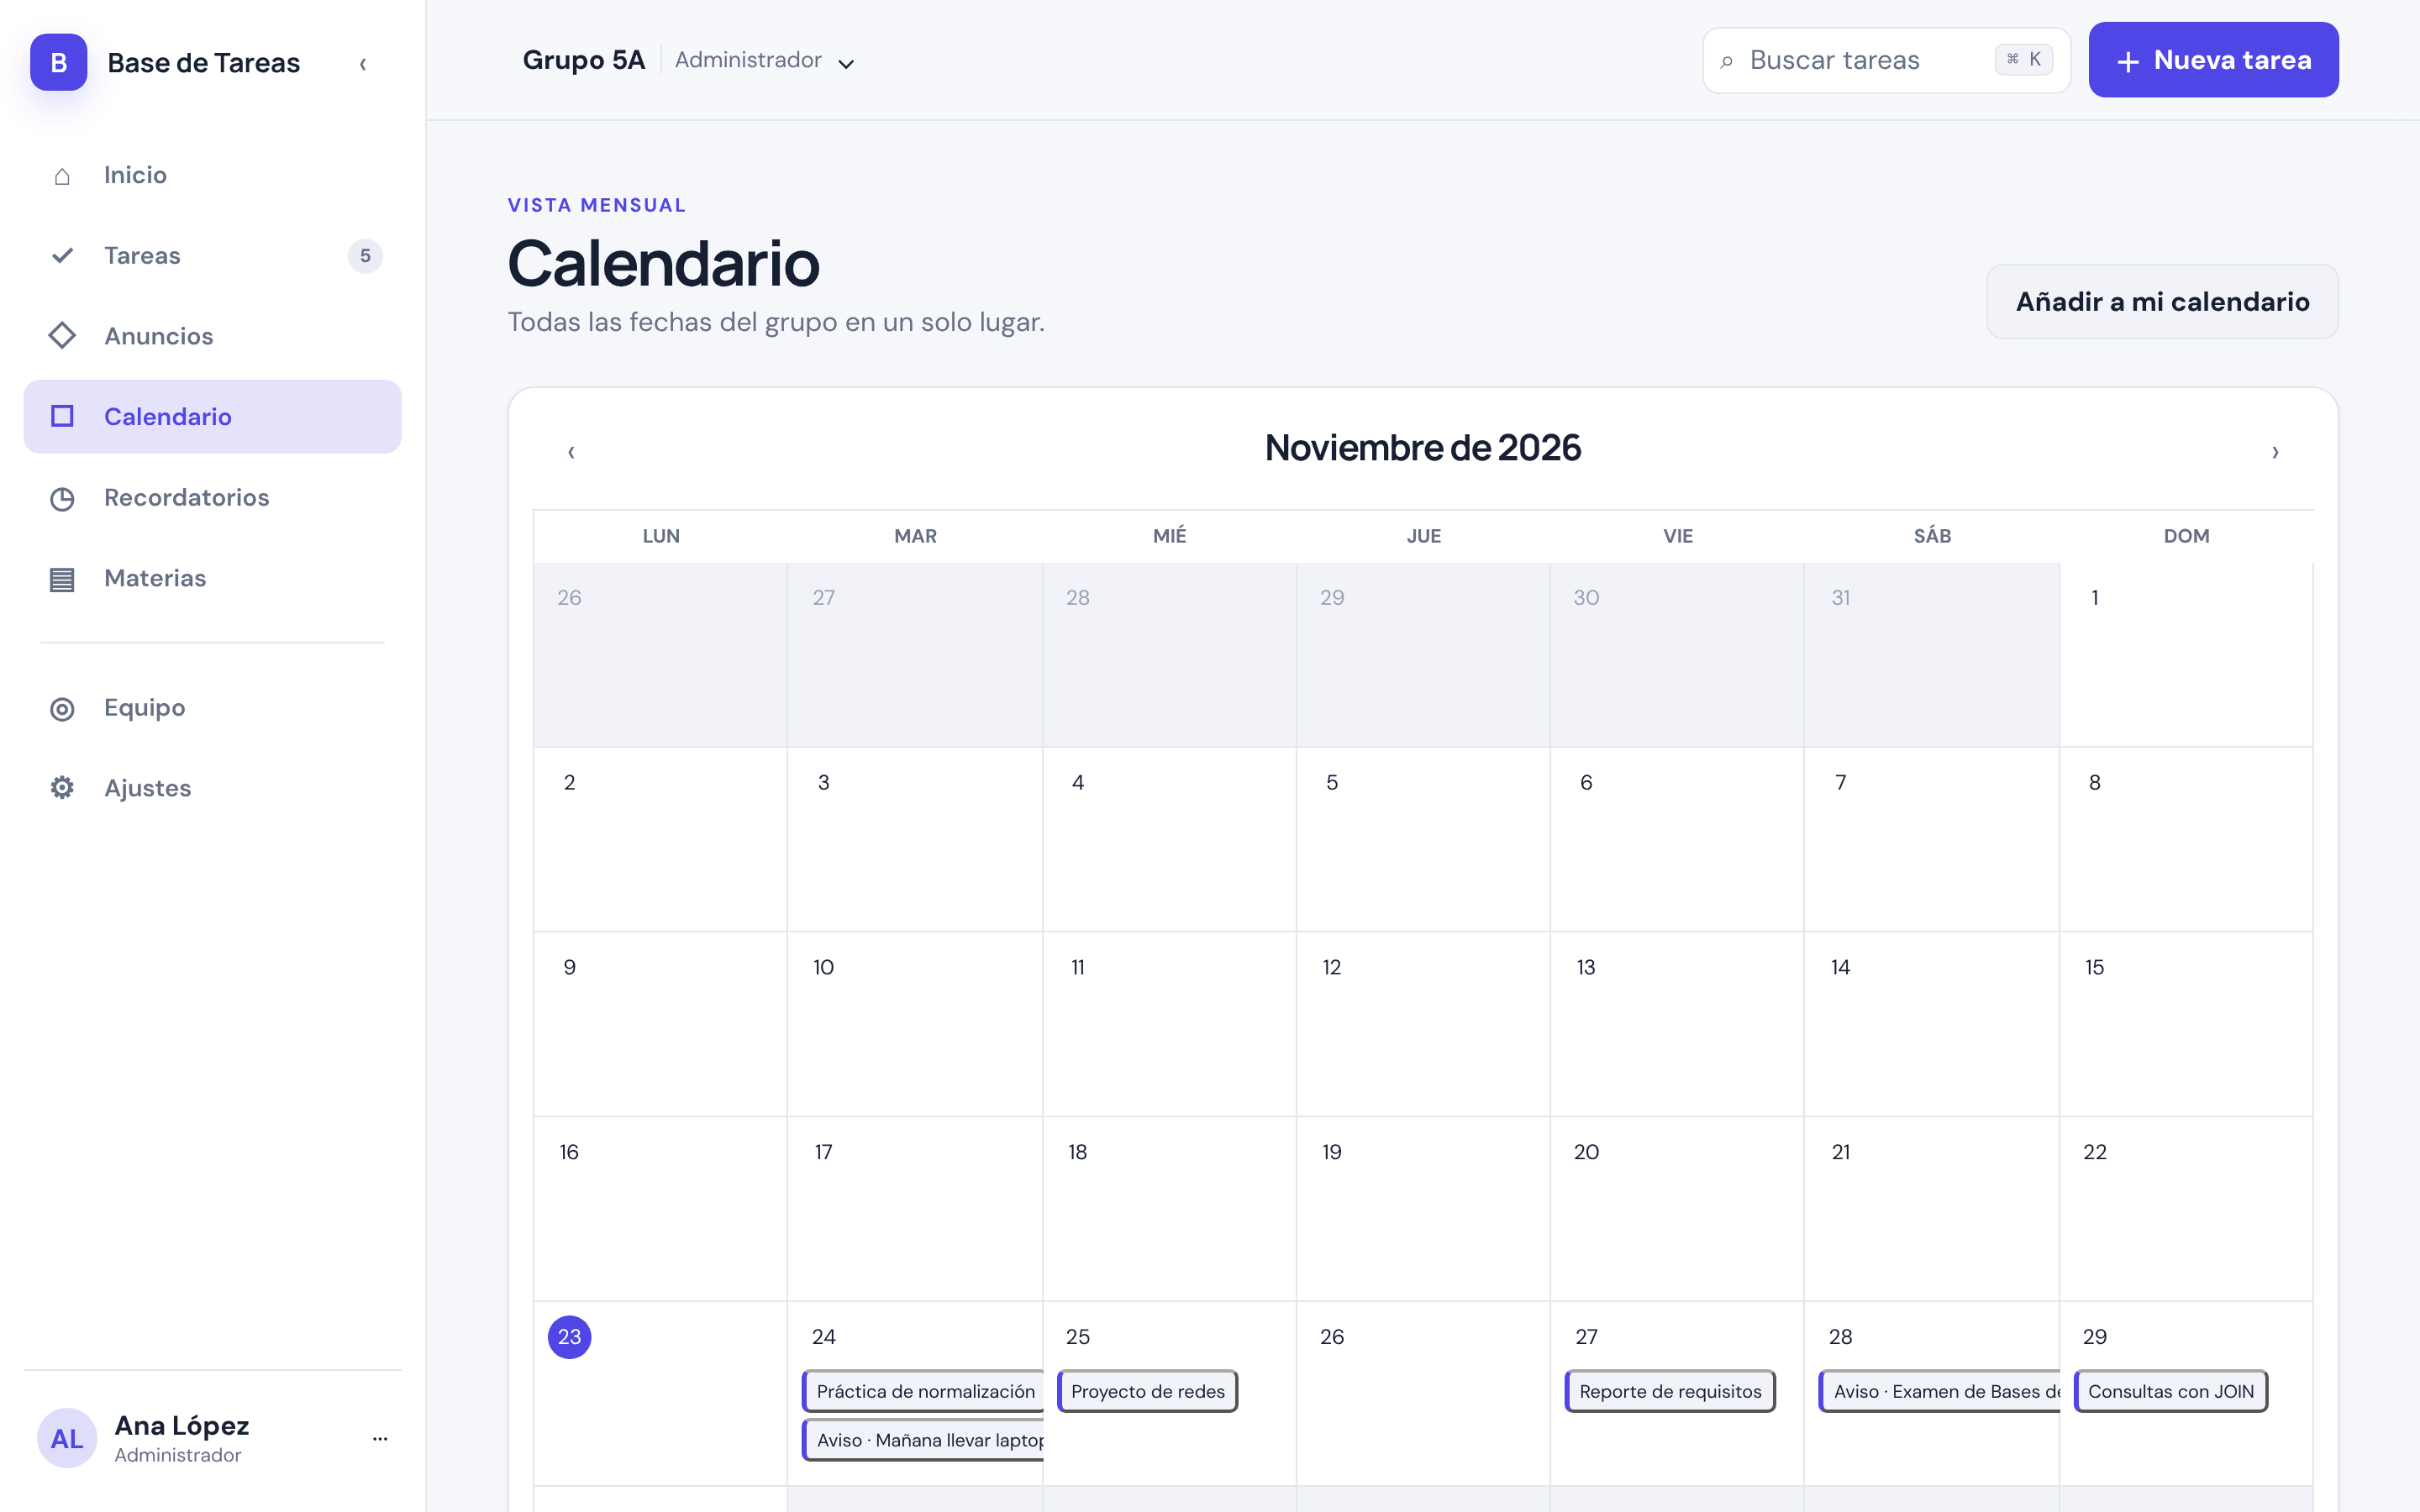 B Base de Tareas
Inicio
Tareas 5
Anuncios
Calendario
Recordatorios
Materias
Equipo
Ajustes
AL Ana López
Administrador
Grupo 5A Administrador
Buscar tareas ⌘ K
+ Nueva tarea
VISTA MENSUAL
Calendario
Todas las fechas del grupo en un solo lugar.
Añadir a mi calendario
Noviembre de 2026
LUN MAR MIÉ JUE VIE SÁB DOM
26 27 28 29 30 31 1
2 3 4 5 6 7 8
9 10 11 12 13 14 15
16 17 18 19 20 21 22
23 24 25 26 27 28 29
Práctica de normalización Proyecto de redes Reporte de requisitos Aviso · Examen de Bases de Consultas con JOIN
Aviso · Mañana llevar laptop